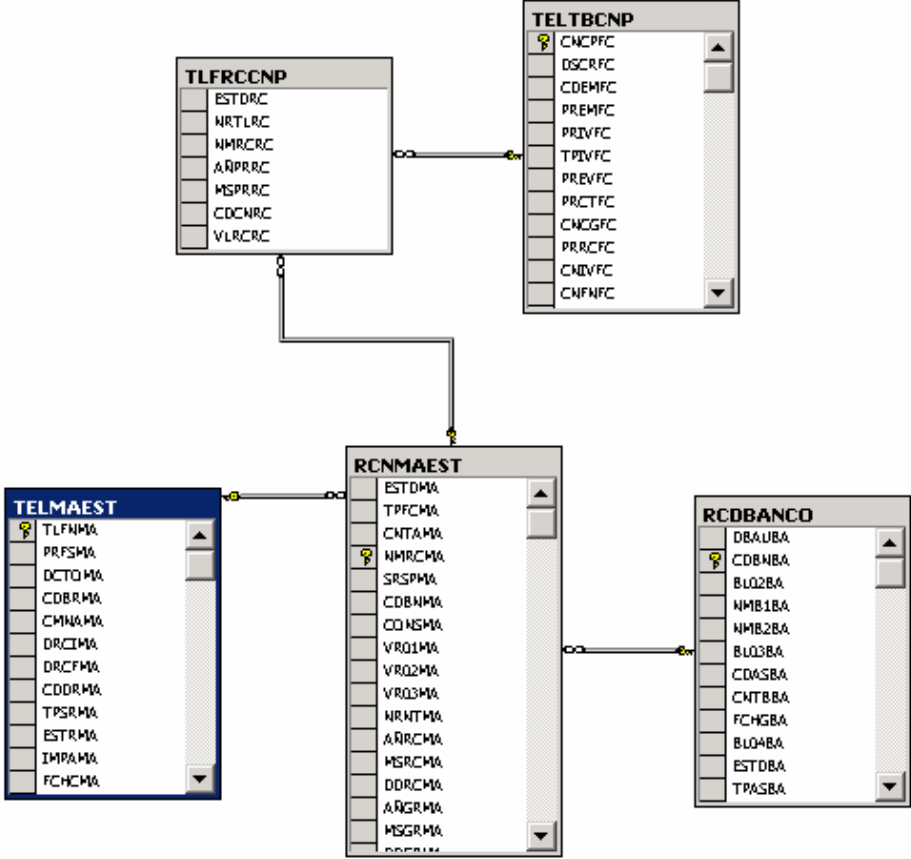 TELTBCNP
CNCPFC
DSCRFC
CDEMFC
PREMFC
PRIVFC
TPIVFC
PREVFC
PRCTFC
CNCGFC
PRRCFC
CNIVFC
CNFNFC
TLFRCCNP
ESTDRC
NRTLRC
NMRCRC
AÑPRRC
MSPRRC
CDCNRC
VLRCRC
RCNMAEST
ESTDMA
TPFCMA
CNTAMA
NMRCMA
SRSPMA
CDBNMA
CONSMA
VR01MA
VR02MA
VR03MA
NRNTMA
AÑRCMA
MSRCMA
DDRCMA
AÑGRMA
MSGRMA
TELMAEST
TLFNMA
PRFSMA
DCTOMA
CDBRMA
CMNAMA
DRCIMA
DRCFMA
CDDRMA
TPSRMA
ESTRMA
IMPAMA
FCHCMA
RCDBANCO
DBAUBA
CDBNBA
BL02BA
NMB1BA
NMB2BA
BL03BA
CDASBA
CNTBBA
FCHGBA
BL04BA
ESTDBA
TPASBA